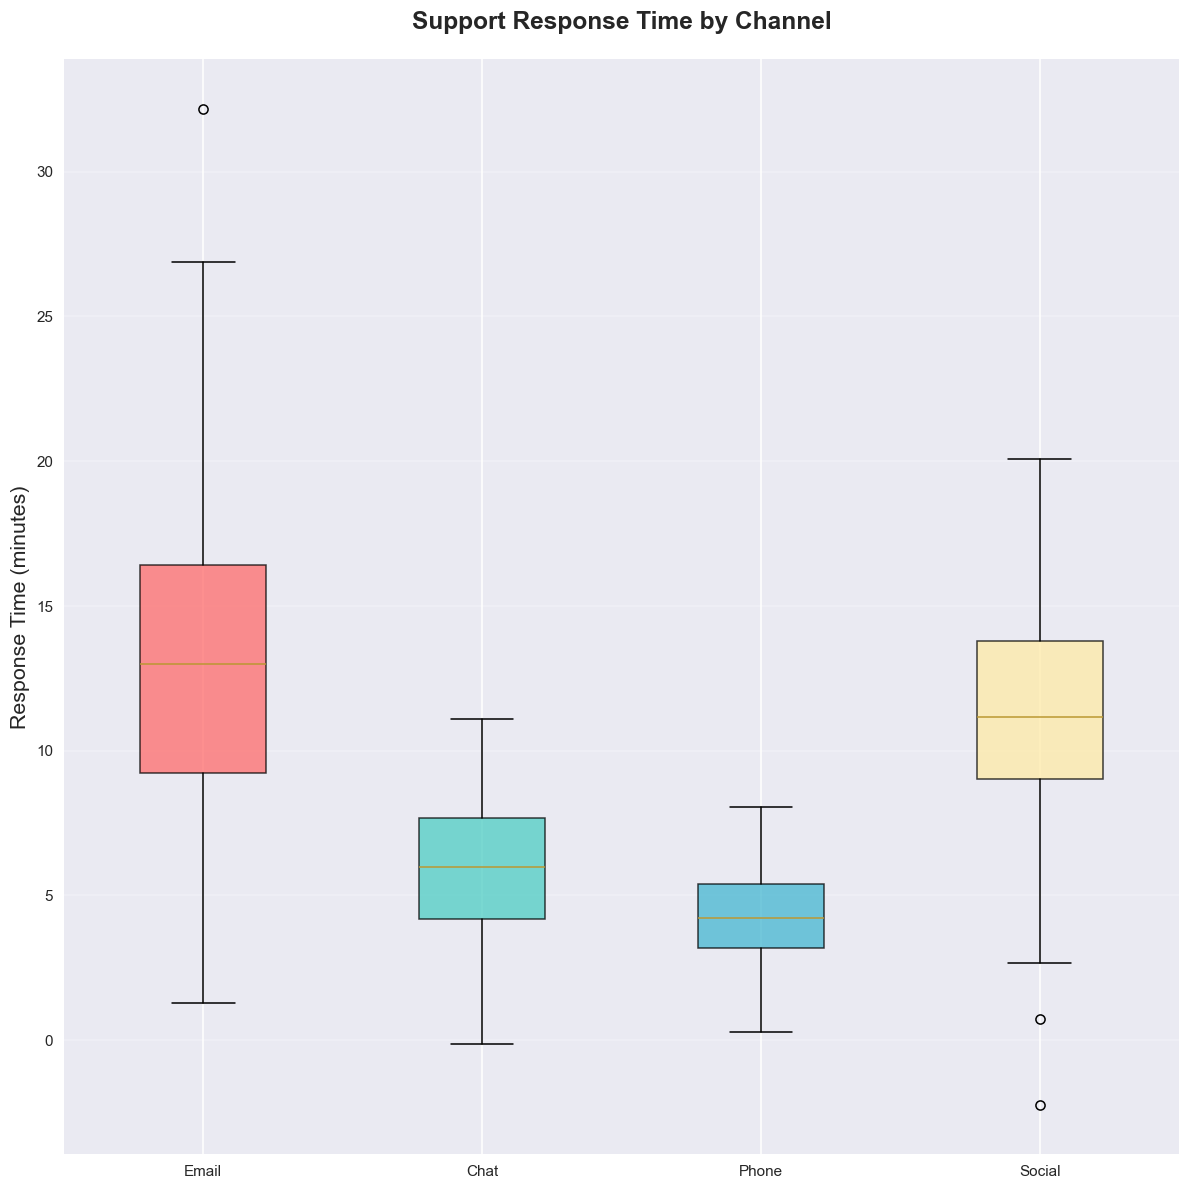 Support Response Time by Channel
Response Time (minutes)
30
25
20
15
10
5
0
Email
Chat
Phone
Social